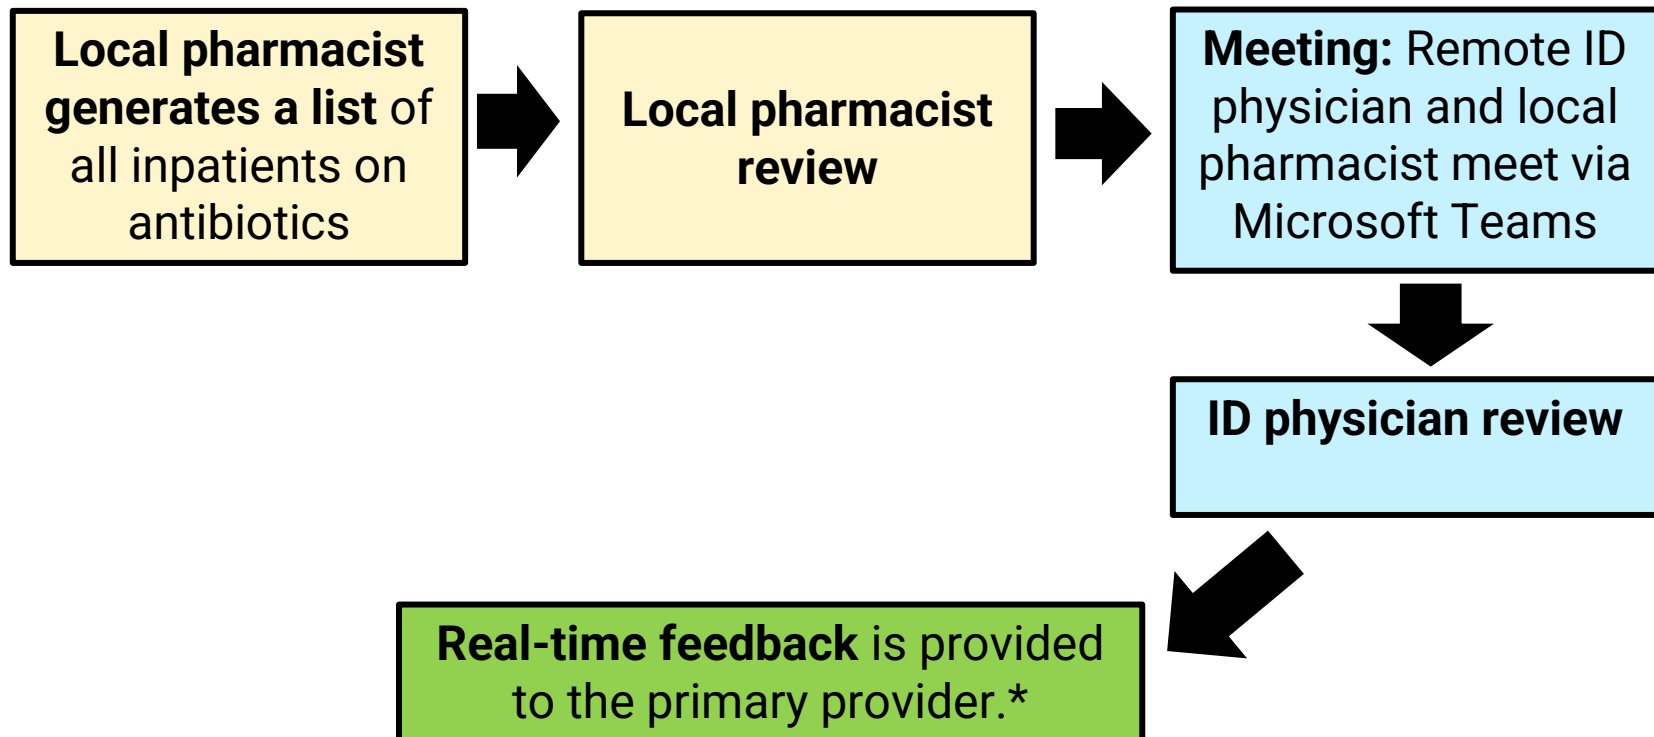 Local pharmacist
generates a list of
all inpatients on
antibiotics
Local pharmacist
review
Meeting: Remote ID
physician and local
pharmacist meet via
Microsoft Teams
ID physician review
Real-time feedback is provided
to the primary provider.*